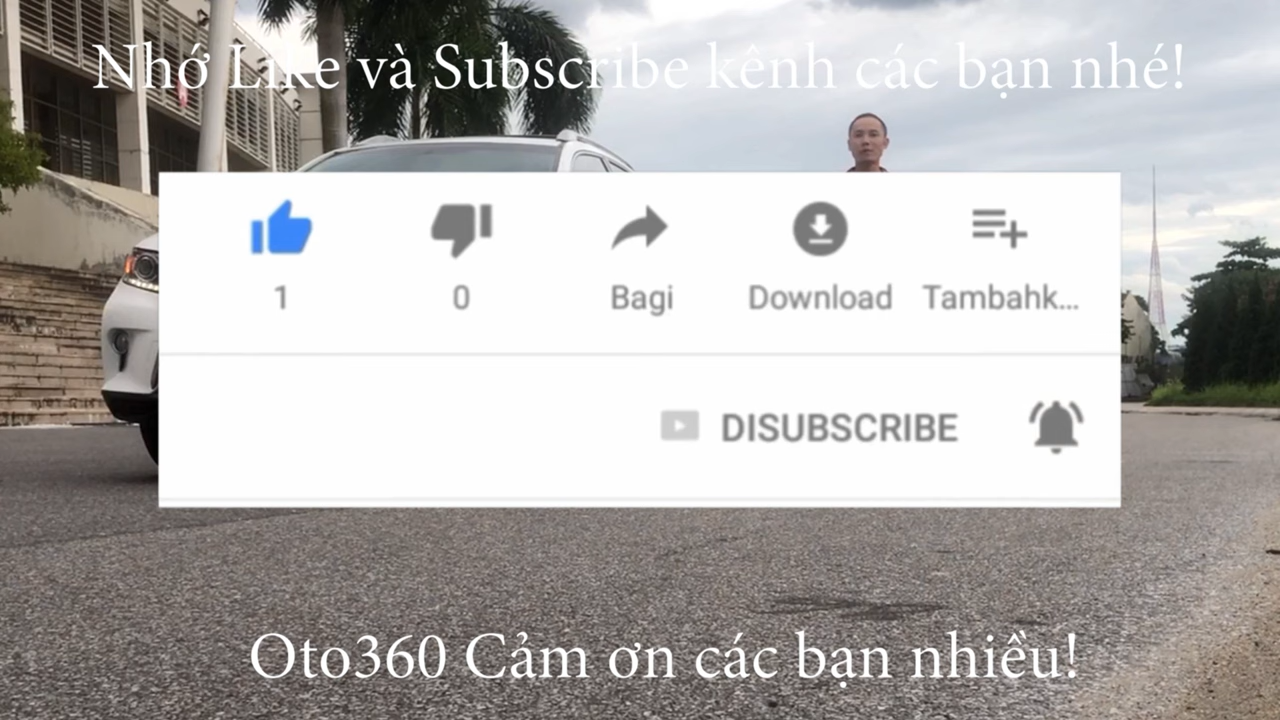 Nhớ Like và Subscribe kênh các bạn nhé!
1
0
Bagi
Download
Tambahk...
DISUBSCRIBE
Oto360 Cảm ơn các bạn nhiều!